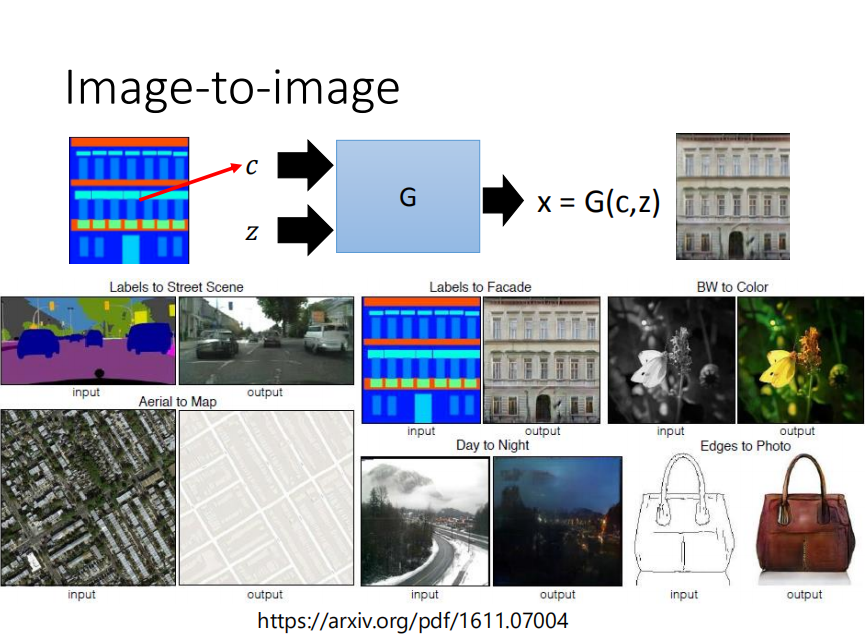 Image-to-image
c
z
G
x = G(c,z)
Labels to Street Scene
input
output
Labels to Facade
input
output
BW to Color
input
output
Aerial to Map
input
output
Day to Night
input
output
Edges to Photo
input
output
https://arxiv.org/pdf/1611.07004